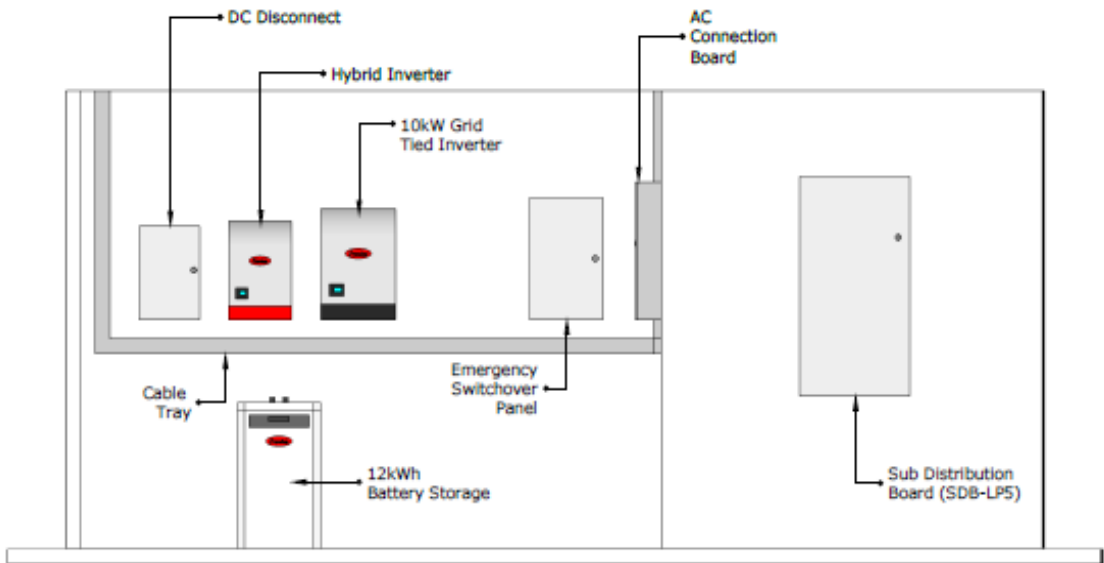 DC Disconnect
AC
Connection
Board
Hybrid Inverter
10kW Grid
Tied Inverter
Emergency
Switchover
Panel
Cable
Tray
12kWh
Battery Storage
Sub Distribution
Board (SDB-LP5)